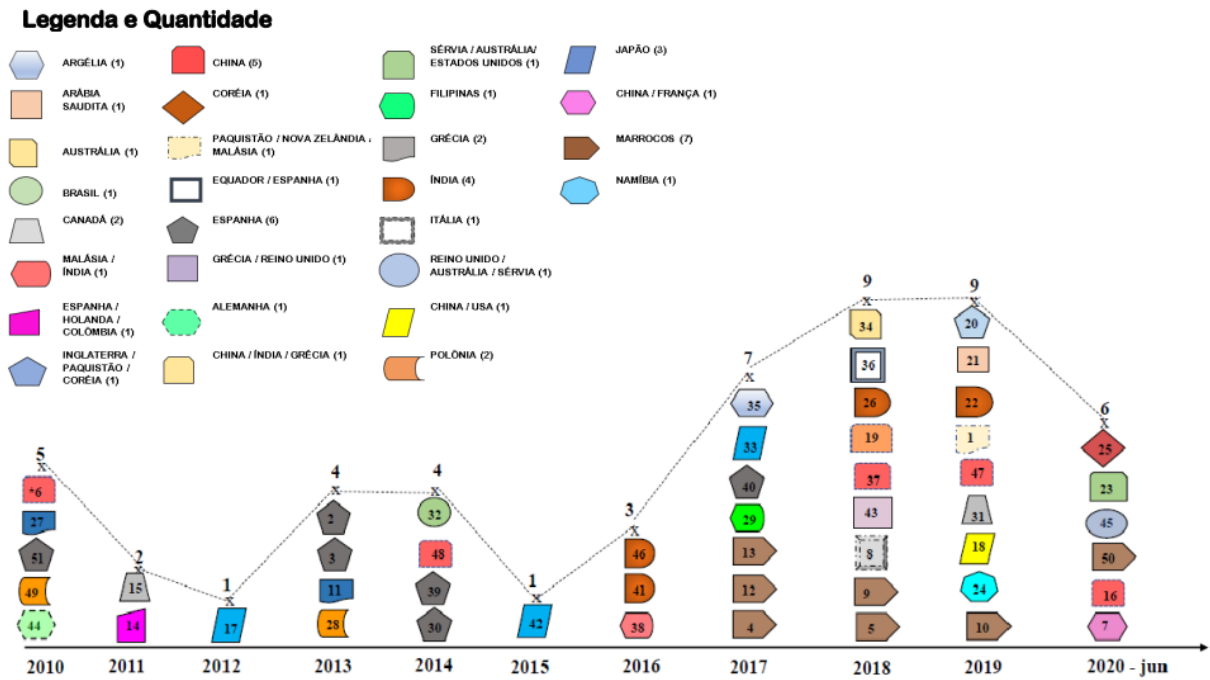 Legenda e Quantidade
ARGÉLIA (1)
ARÁBIA
SAUDITA (1)
AUSTRÁLIA (1)
BRASIL (1)
CANADÁ (2)
MALÁSIA /
ÍNDIA (1)
ESPANHA /
HOLANDA /
COLÔMBIA (1)
INGLATERRA /
PAQUISTÃO /
CORÉIA (1)
CHINA (5)
CORÉIA (1)
PAQUISTÃO / NOVA ZELÂNDIA /
MALÁSIA (1)
EQUADOR / ESPANHA (1)
ESPANHA (6)
GRÉCIA / REINO UNIDO (1)
ALEMANHA (1)
CHINA / ÍNDIA / GRÉCIA (1)
SÉRVIA / AUSTRÁLIA/
ESTADOS UNIDOS (1)
FILIPINAS (1)
GRÉCIA (2)
ÍNDIA (4)
ITÁLIA (1)
REINO UNIDO /
AUSTRÁLIA / SÉRVIA (1)
CHINA / USA (1)
POLÔNIA (2)
JAPÃO (3)
CHINA / FRANÇA (1)
MARROCOS (7)
NAMÍBIA (1)
5
x
*6
27
51
49
44
2
x
15
14
1
x
17
4
x
2
3
11
28
4
x
32
48
39
30
1
x
42
3
x
46
41
38
7
x
35
33
40
29
13
12
4
9
x
34
36
26
19
37
43
8
9
5
9
x
20
21
22
1
47
31
18
24
10
6
x
25
23
45
50
16
7
2010 2011 2012 2013 2014 2015 2016 2017 2018 2019 2020 - jun